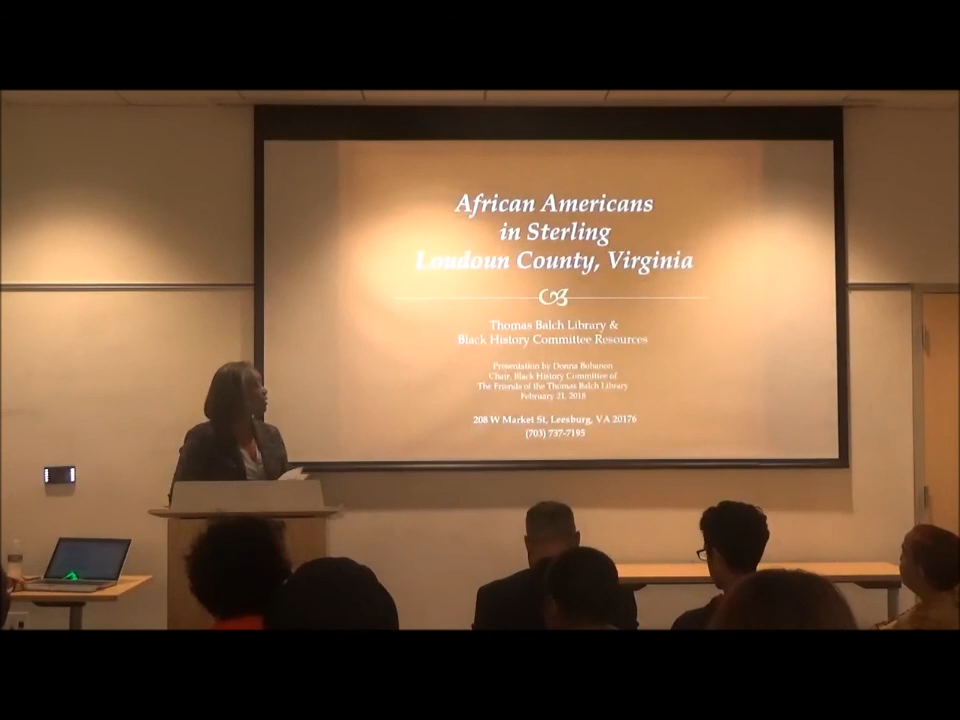 African Americans
in Sterling
Loudoun County, Virginia
Thomas Balch Library &
Black History Committee Resources
Presentation by Donna Bohanon
Chair, Black History Committee of
The Friends of the Thomas Balch Library
February 21, 2018
208 W Market St, Leesburg, VA 20176
(703) 737-7195